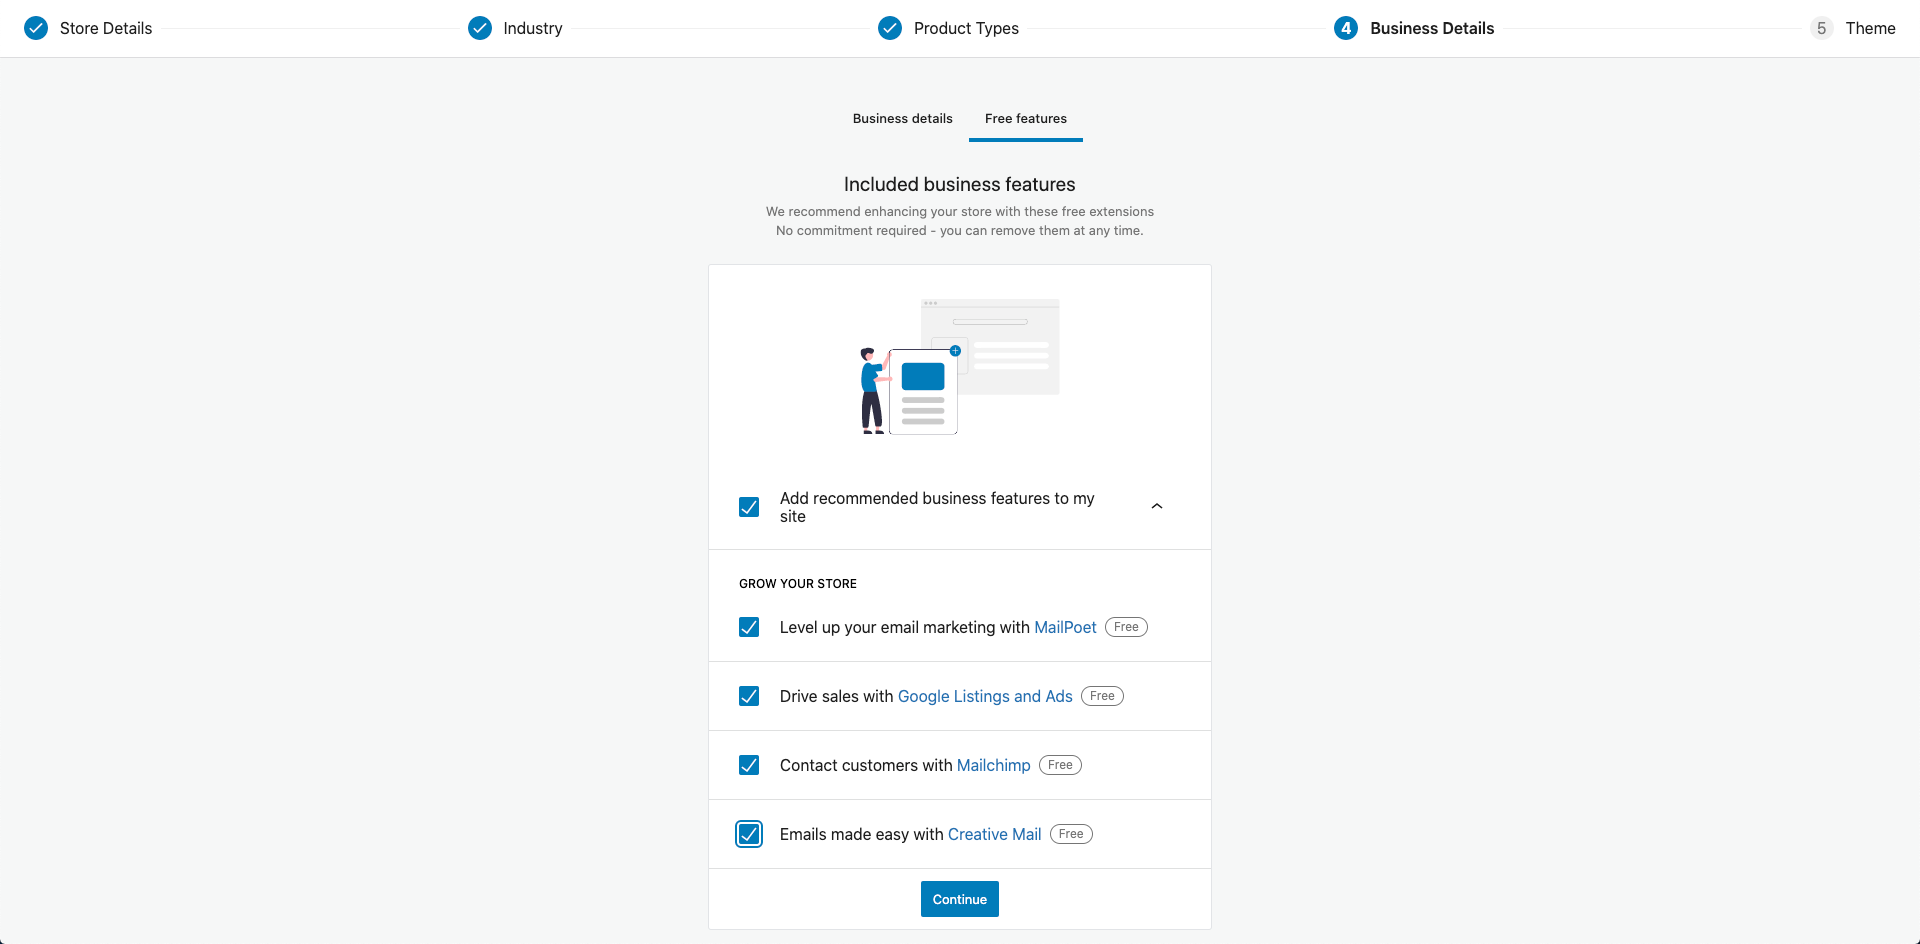 Store Details
Industry
Product Types
4 Business Details
5 Theme
Business details
Free features
Included business features
We recommend enhancing your store with these free extensions
No commitment required - you can remove them at any time.
Add recommended business features to my
site
GROW YOUR STORE
Level up your email marketing with MailPoet Free
Drive sales with Google Listings and Ads Free
Contact customers with Mailchimp Free
Emails made easy with Creative Mail Free
Continue